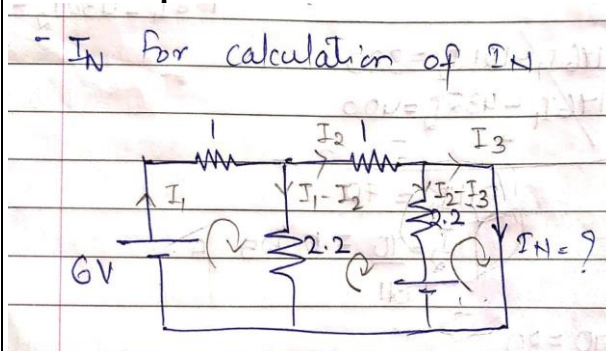 - IN for calculation of IN
1 I2 1 I3
I1 I1-I2 I2-I3
2.2
6V 2.2 IN = ?